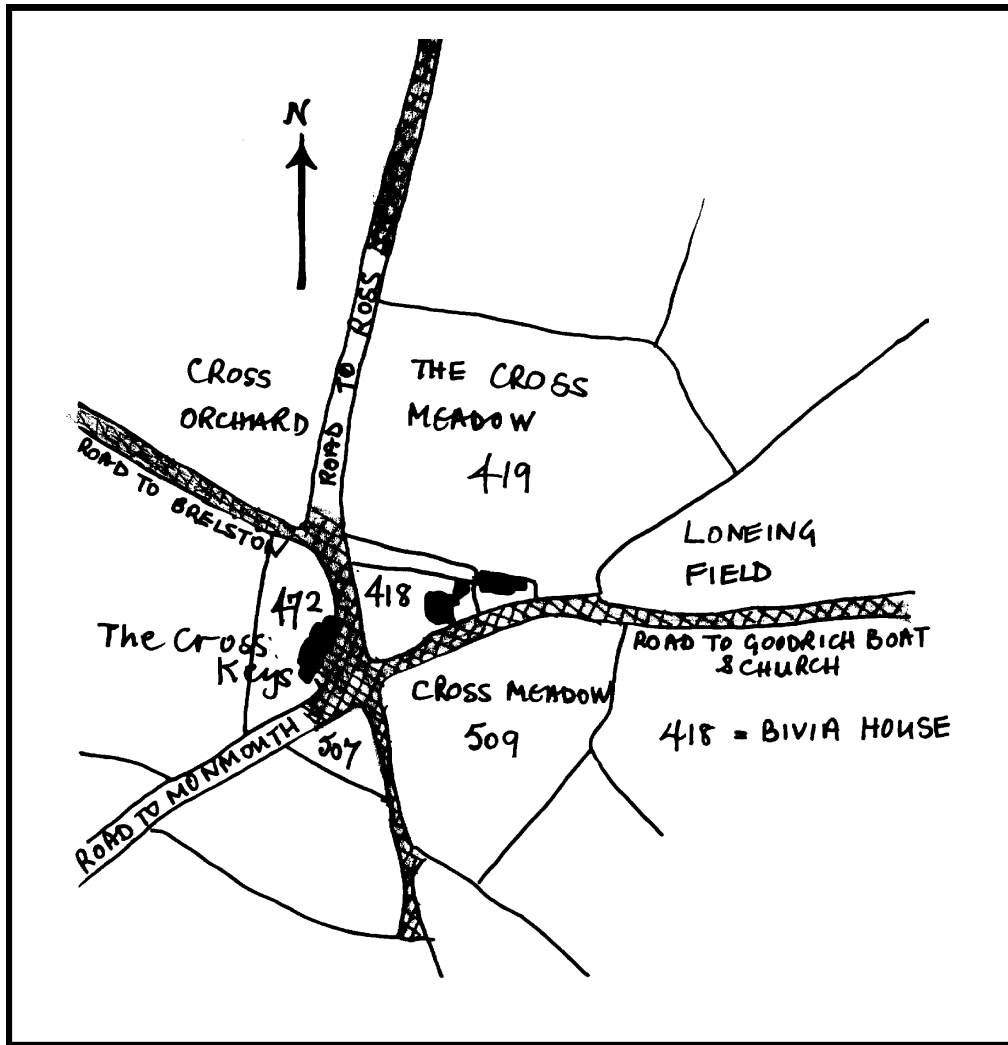 N
ROAD TO ROSS
CROSS
ORCHARD
THE CROSS
MEADOW
419
ROAD TO BRELSTON
LONEING
FIELD
472
418
The Cross
Keys
ROAD TO GOODRICH BOAT
& CHURCH
CROSS MEADOW
509
418 = BIVIA HOUSE
507
ROAD TO MONMOUTH